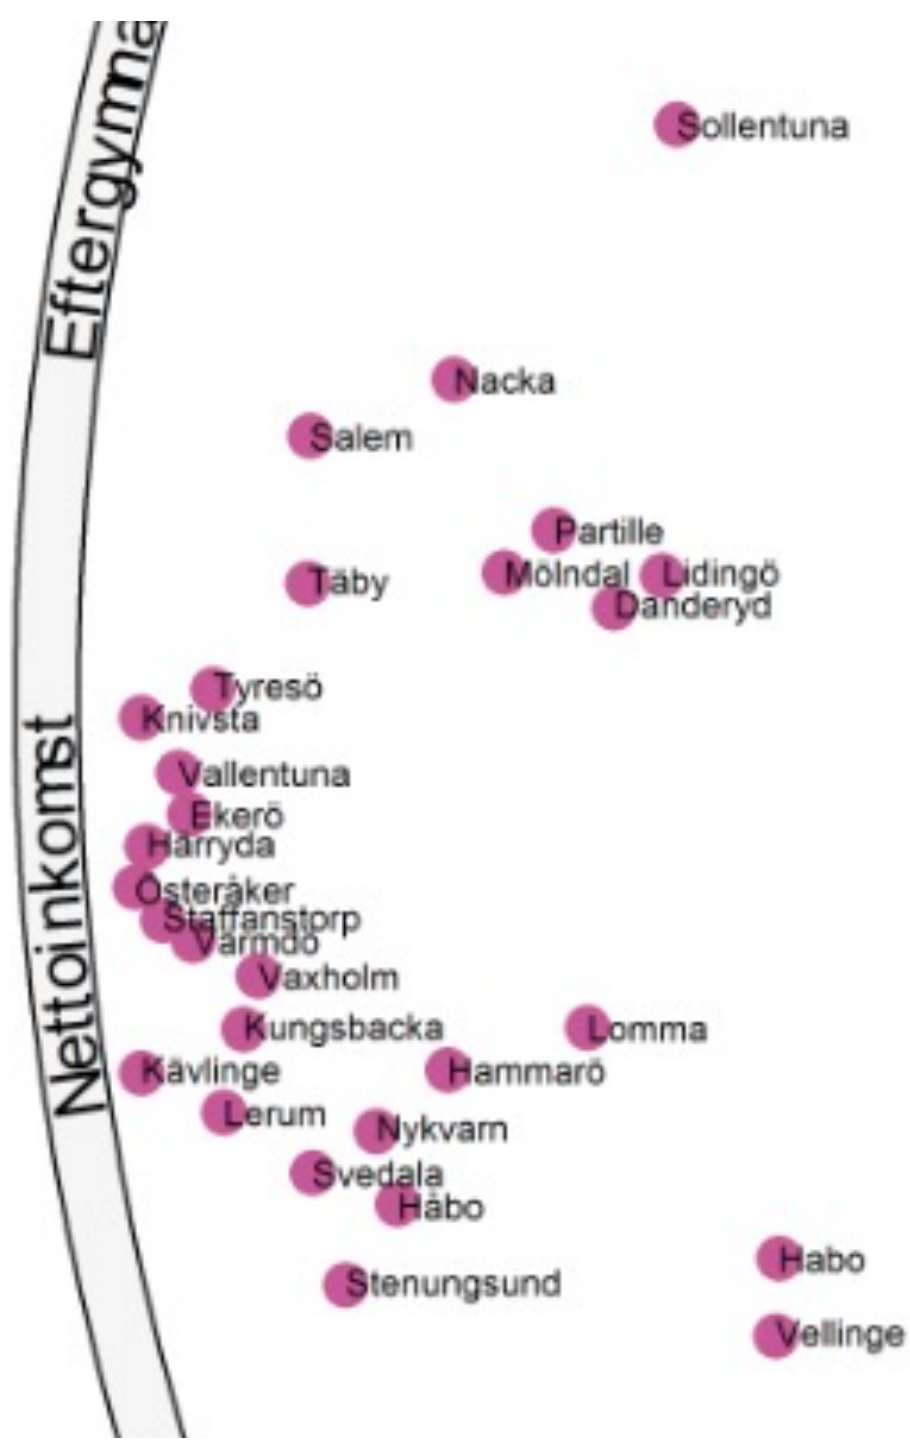 Eftergymna
Sollentuna
Nacka
Salem
Partille
Mölndal
Lidingö
Täby
Danderyd
Tyresö
Knivsta
Vallentuna
Ekerö
Härryda
Österåker
Staffanstorp
Värmdö
Vaxholm
Nettoinkomst
Kungsbacka
Lomma
Kävlinge
Hammarö
Lerum
Nykvarn
Svedala
Håbo
Habo
Stenungsund
Vellinge